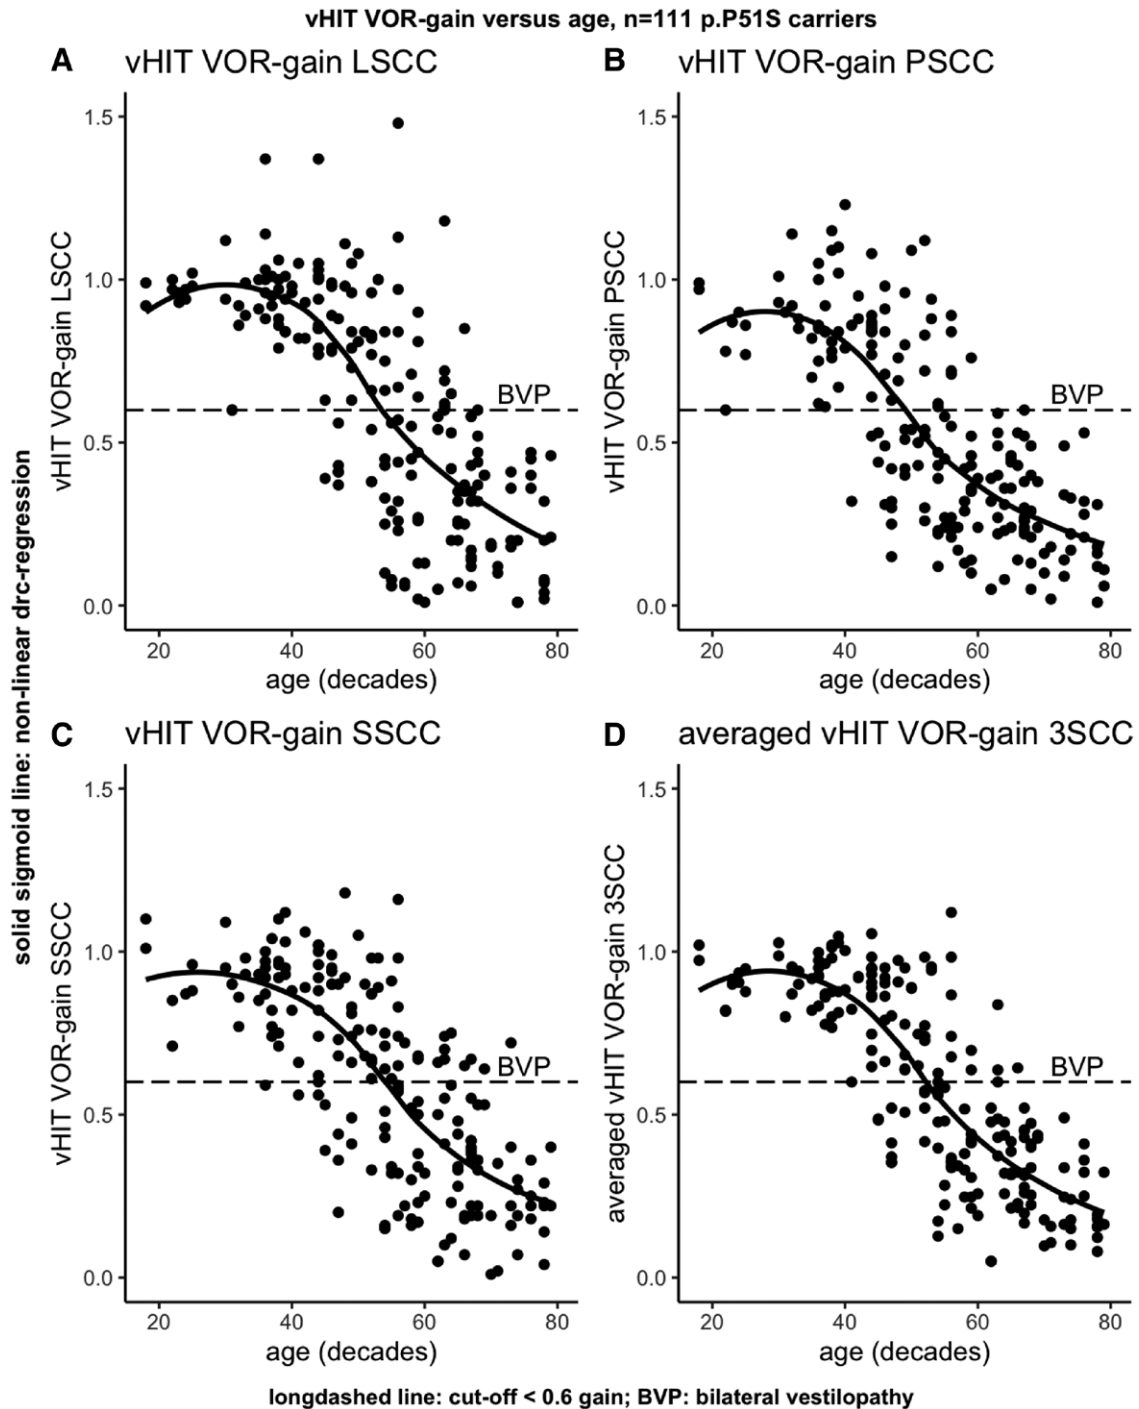 vHIT VOR-gain versus age, n=111 p.P51S carriers
A vHIT VOR-gain LSCC
vHIT VOR-gain LSCC
1.5
1.0
0.5
0.0
BVP
20 40 60 80
age (decades)
B vHIT VOR-gain PSCC
vHIT VOR-gain PSCC
1.5
1.0
0.5
0.0
BVP
20 40 60 80
age (decades)
solid sigmoid line: non-linear drc-regression
C vHIT VOR-gain SSCC
vHIT VOR-gain SSCC
1.5
1.0
0.5
0.0
BVP
20 40 60 80
age (decades)
D averaged vHIT VOR-gain 3SCC
averaged vHIT VOR-gain 3SCC
1.5
1.0
0.5
0.0
BVP
20 40 60 80
age (decades)
longdashed line: cut-off < 0.6 gain; BVP: bilateral vestilopathy